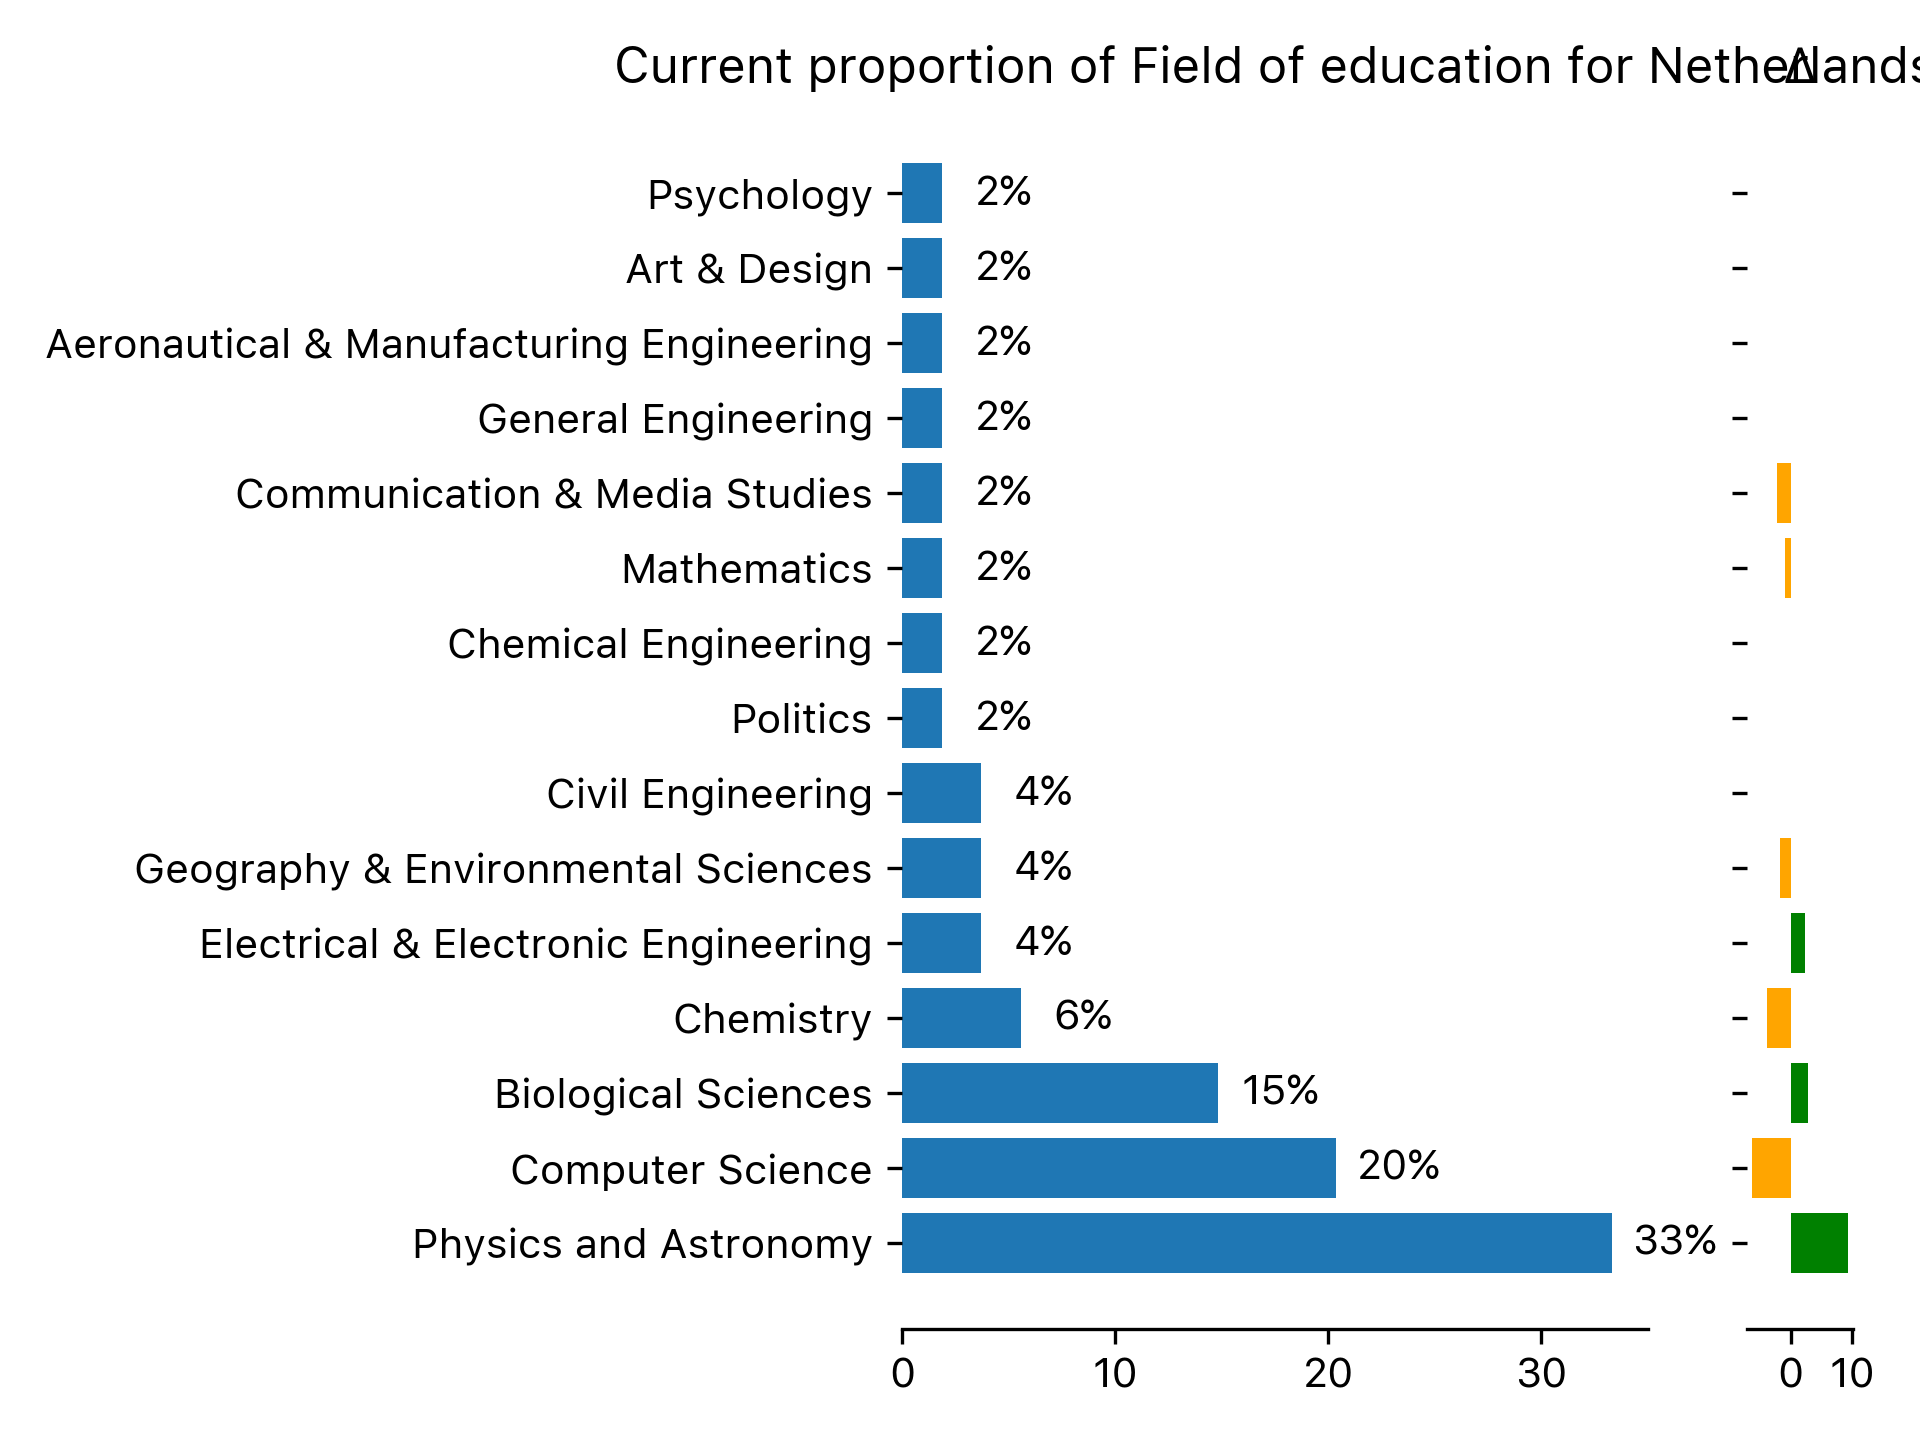 Current proportion of Field of education for Netherlands
Δ
Psychology 2%
Art & Design 2%
Aeronautical & Manufacturing Engineering 2%
General Engineering 2%
Communication & Media Studies 2%
Mathematics 2%
Chemical Engineering 2%
Politics 2%
Civil Engineering 4%
Geography & Environmental Sciences 4%
Electrical & Electronic Engineering 4%
Chemistry 6%
Biological Sciences 15%
Computer Science 20%
Physics and Astronomy 33%
0 10 20 30 0 10